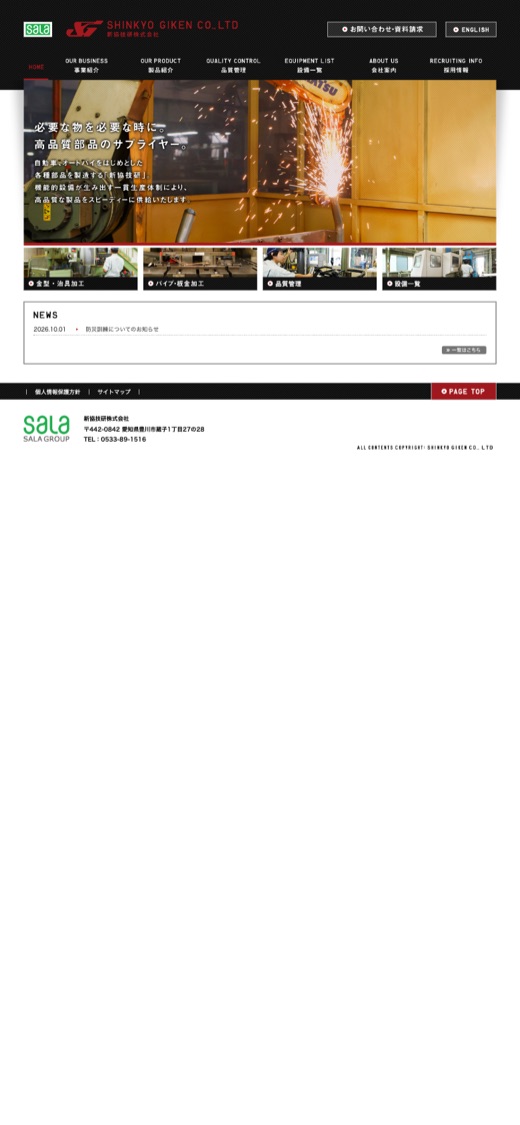 sala
SHINKYO GIKEN CO.,LTD
新協技研株式会社
お問い合わせ・資料請求
ENGLISH
HOME
OUR BUSINESS
事業紹介
OUR PRODUCT
製品紹介
QUALITY CONTROL
品質管理
EQUIPMENT LIST
設備一覧
ABOUT US
会社案内
RECRUITING INFO
採用情報
必要な物を必要な時に。
高品質部品のサプライヤー。
自動車、オートバイをはじめとした
各種部品を製造する「新協技研」。
機能的設備が生み出す一貫生産体制により、
高品質な製品をスピーディーに供給いたします。
金型・治具加工
パイプ・板金加工
品質管理
設備一覧
NEWS
2026.10.01 ・ 防災訓練についてのお知らせ
一覧はこちら
| 個人情報保護方針 | サイトマップ |
PAGE TOP
sala
SALA GROUP
新協技研株式会社
〒442-0842 愛知県豊川市蔵子1丁目27の28
TEL：0533-89-1516
ALL CONTENTS COPYRIGHT: SHINKYO GIKEN CO., LTD